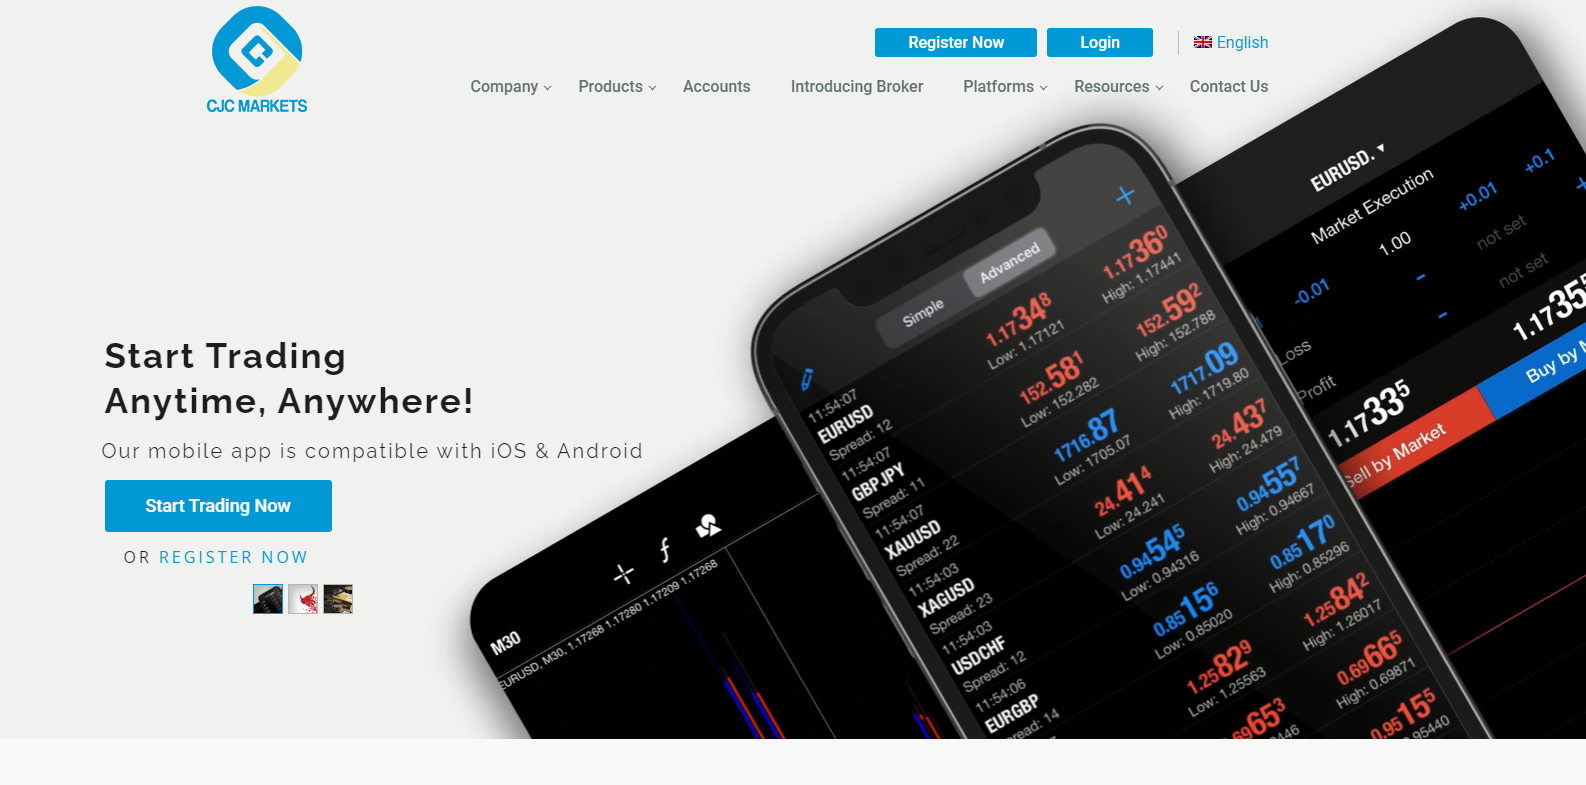 CJC MARKETS
Register Now
Login
English
Company
Products
Accounts
Introducing Broker
Platforms
Resources
Contact Us
Start Trading
Anytime, Anywhere!
Our mobile app is compatible with iOS & Android
Start Trading Now
OR REGISTER NOW
M30
EURUSD, M30, 1.17268 1.17280 1.17209 1.17268
Simple
Advanced
11:54:07
EURUSD
Spread: 12
1.17348
Low: 1.17121
1.17360
High: 1.17441
11:54:07
GBPJPY
Spread: 11
152.581
Low: 152.282
152.592
High: 152.788
11:54:07
XAUUSD
Spread: 22
1716.87
Low: 1705.07
1717.09
High: 1719.80
11:54:03
XAGUSD
Spread: 23
24.414
Low: 24.241
24.437
High: 24.479
11:54:03
USDCHF
Spread: 12
0.94545
Low: 0.94316
0.94557
High: 0.94667
11:54:06
EURGBP
Spread: 14
0.85156
Low: 0.85020
0.85170
High: 0.85296
1.25829
Low: 1.25563
1.25842
High: 1.26017
0.69665
High: 0.69871
0.95155
0.95440
EURUSD.
Market Execution
-0.01
1.00
+0.01
+0.1
not set
not set
Loss
Profit
1.17335
1.1735
Sell by Market
Buy by